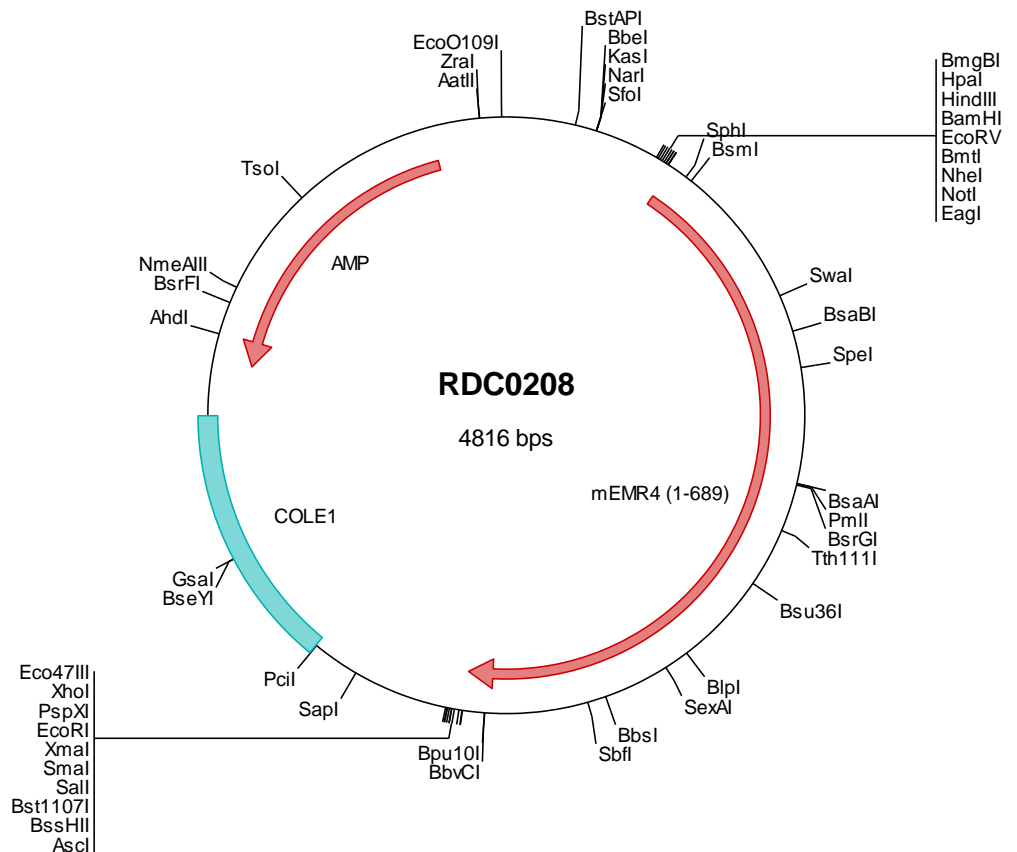 BstAPI
BbeI
KasI
NarI
SfoI
EcoO109I
ZraI
AatII
BmgBI
HpaI
HindIII
BamHI
EcoRV
BmtI
NheI
NotI
EagI
SphI
BsmI
TsoI
AMP
NmeAIII
BsrFI
AhdI
SwaI
BsaBI
SpeI
RDC0208
4816 bps
mEMR4 (1-689)
BsaAI
PmlI
BsrGI
Tth111I
COLE1
GsaI
BseYI
Bsu36I
PciI
SapI
BlpI
SexAI
BbsI
SbfI
Bpu10I
BbvCI
Eco47III
XhoI
PspXI
EcoRI
XmaI
SmaI
SalI
Bst1107I
BssHII
AscI